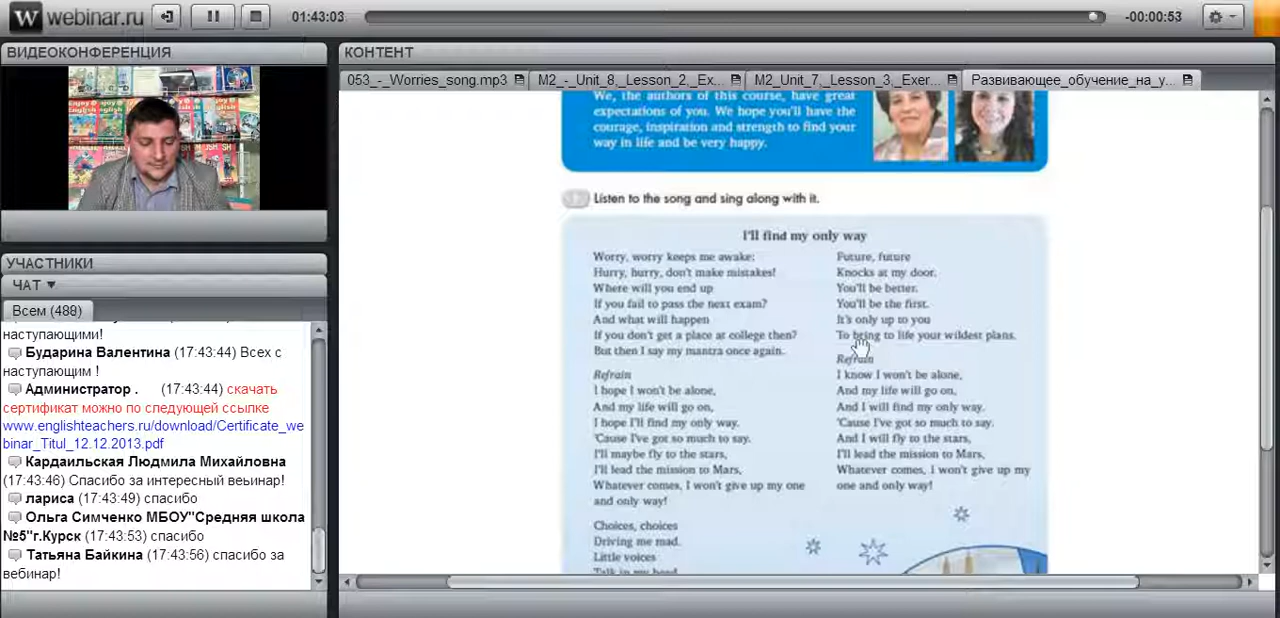 W webinar.ru
01:43:03
-00:00:53
ВИДЕОКОНФЕРЕНЦИЯ
УЧАСТНИКИ
ЧАТ
Всем (488)
наступающими!
Бударина Валентина (17:43:44) Всех с
наступающим !
Администратор . (17:43:44) скачать
сертификат можно по следующей ссылке
www.englishteachers.ru/download/Certificate_we
binar_Titul_12.12.2013.pdf
Кардаильская Людмила Михайловна
(17:43:46) Спасибо за интересный веьинар!
лариса (17:43:49) спасибо
Ольга Симченко МБОУ"Средняя школа
№5"г.Курск (17:43:53) спасибо
Татьяна Байкина (17:43:56) спасибо за
вебинар!
КОНТЕНТ
053_-_Worries_song.mp3
M2_-_Unit_8,_Lesson_2,_Ex...
M2_Unit_7,_Lesson_3,_Exer...
Развивающее_обучение_на_у...
We, the authors of this course, have great
expectations of you. We hope you'll have the
courage, inspiration and strength to find your
way in life and be very happy.
Listen to the song and sing along with it.
I'll find my only way
Worry, worry keeps me awake:
Hurry, hurry, don't make mistakes!
Where will you end up
If you fail to pass the next exam?
And what will happen
If you don't get a place at college then?
But then I say my mantra once again.
Refrain
I hope I won't be alone,
And my life will go on,
I hope I'll find my only way.
'Cause I've got so much to say.
I'll maybe fly to the stars,
I'll lead the mission to Mars,
Whatever comes, I won't give up my one
and only way!
Choices, choices
Driving me mad.
Little voices
Talk in my head
Future, future
Knocks at my door.
You'll be better.
You'll be the first.
It's only up to you
To bring to life your wildest plans.
Refrain
I know I won't be alone,
And my life will go on,
And I will find my only way.
'Cause I've got so much to say.
And I will fly to the stars,
I'll lead the mission to Mars,
Whatever comes, I won't give up my
one and only way!